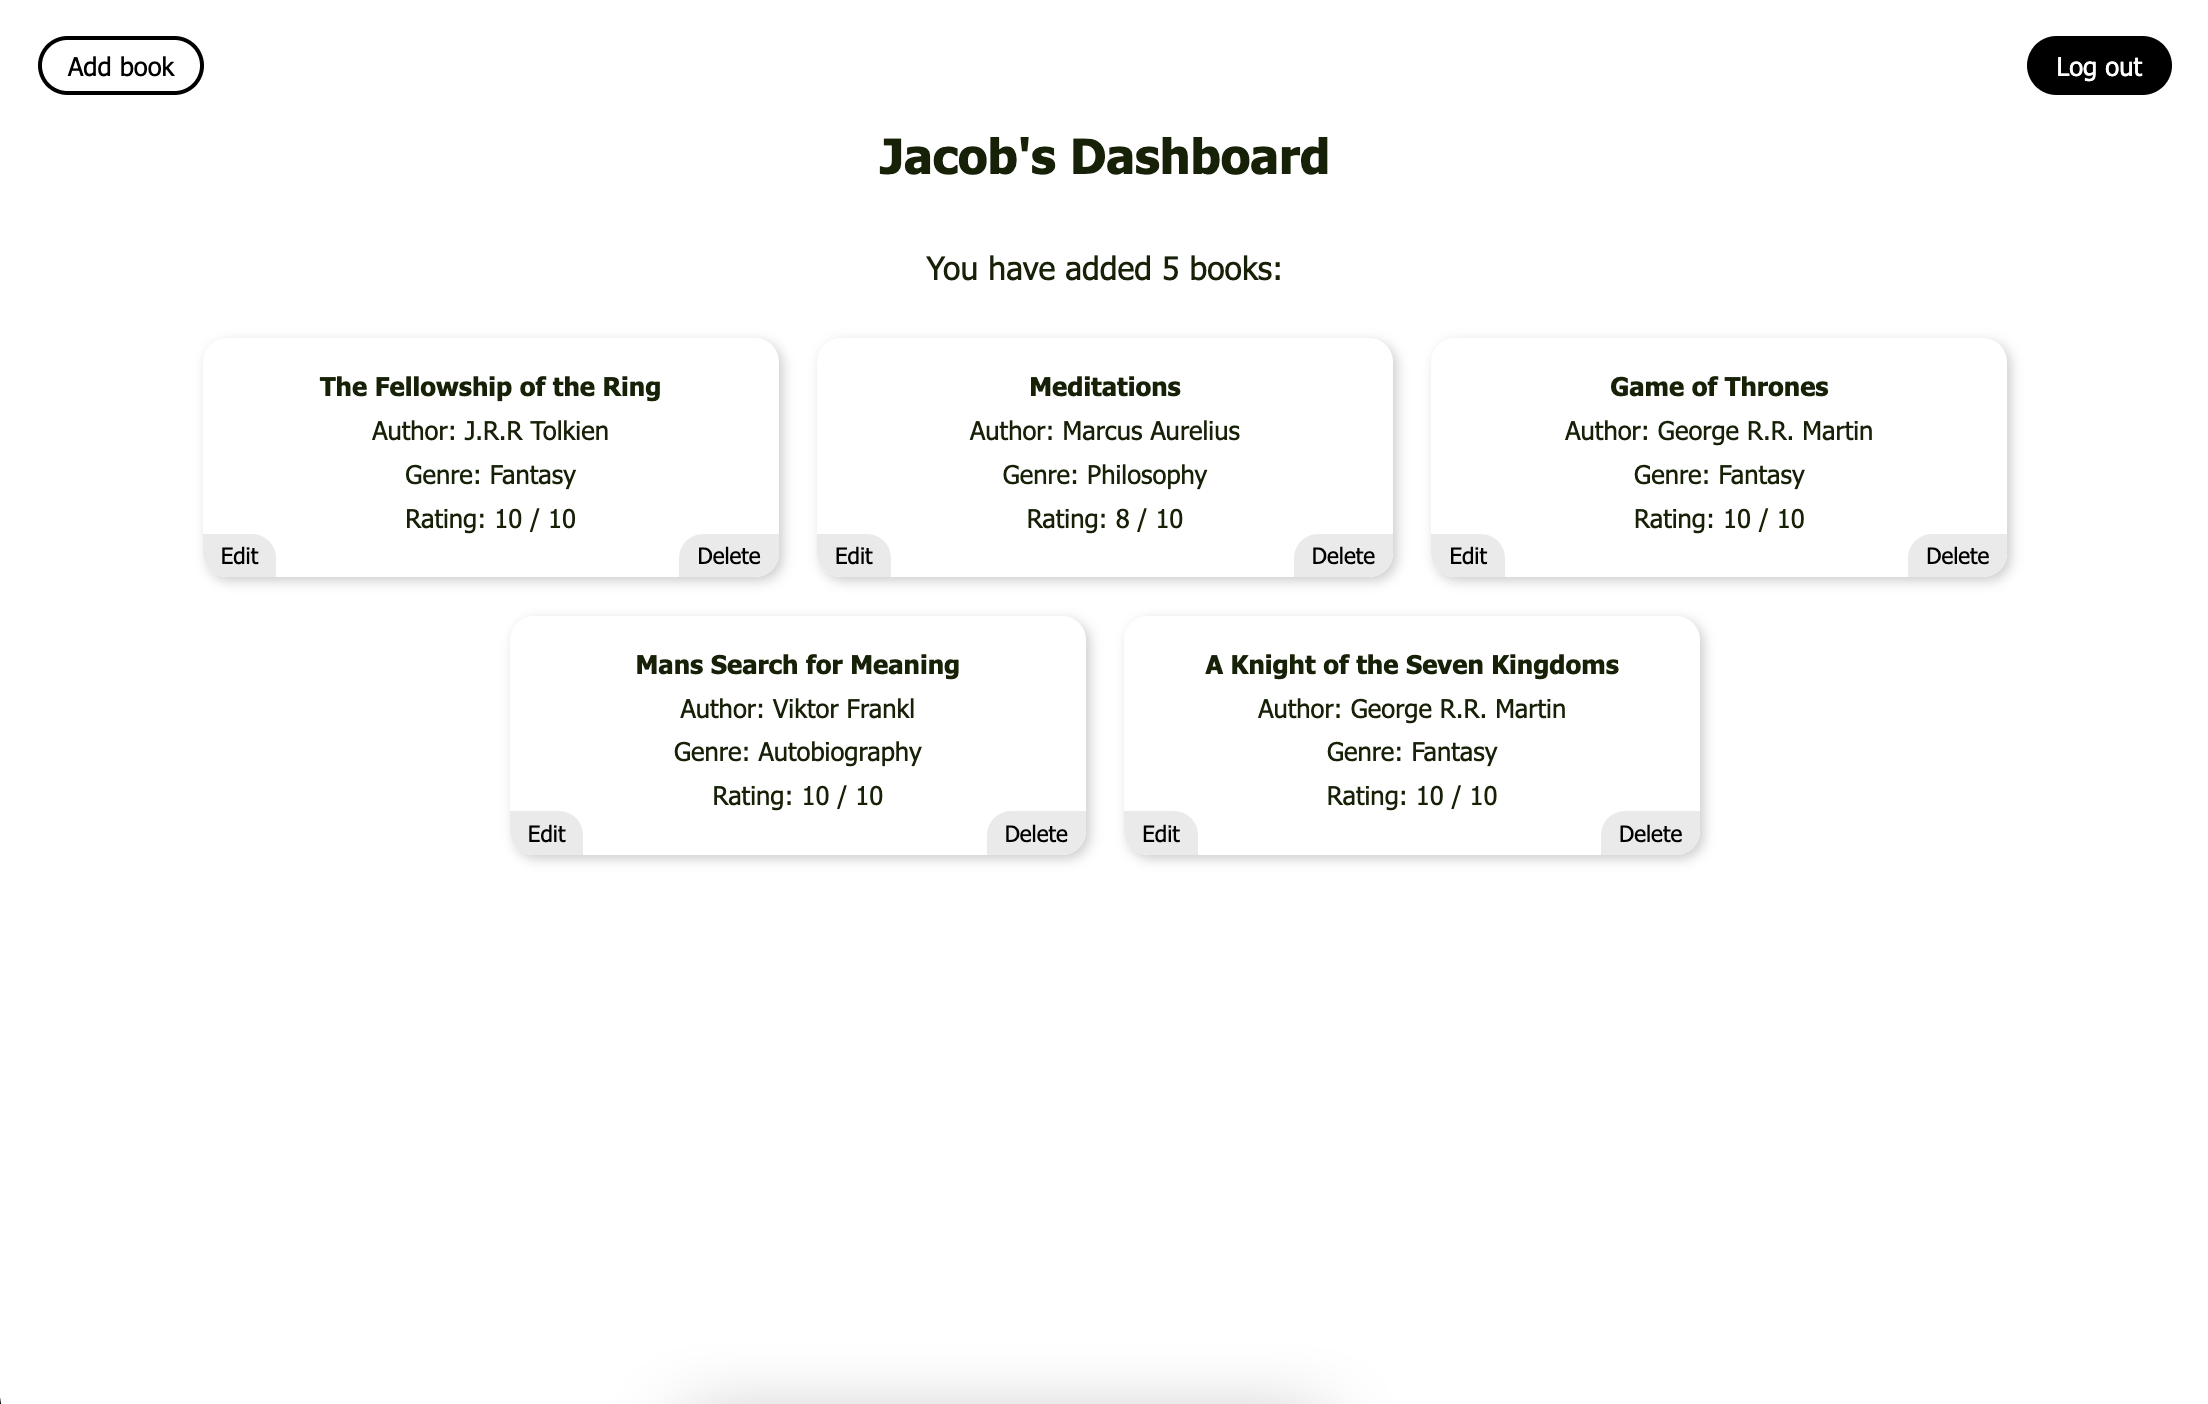 Add book
Log out
Jacob's Dashboard
You have added 5 books:
The Fellowship of the Ring
Author: J.R.R Tolkien
Genre: Fantasy
Rating: 10 / 10
Edit
Delete
Meditations
Author: Marcus Aurelius
Genre: Philosophy
Rating: 8 / 10
Edit
Delete
Game of Thrones
Author: George R.R. Martin
Genre: Fantasy
Rating: 10 / 10
Edit
Delete
Mans Search for Meaning
Author: Viktor Frankl
Genre: Autobiography
Rating: 10 / 10
Edit
Delete
A Knight of the Seven Kingdoms
Author: George R.R. Martin
Genre: Fantasy
Rating: 10 / 10
Edit
Delete